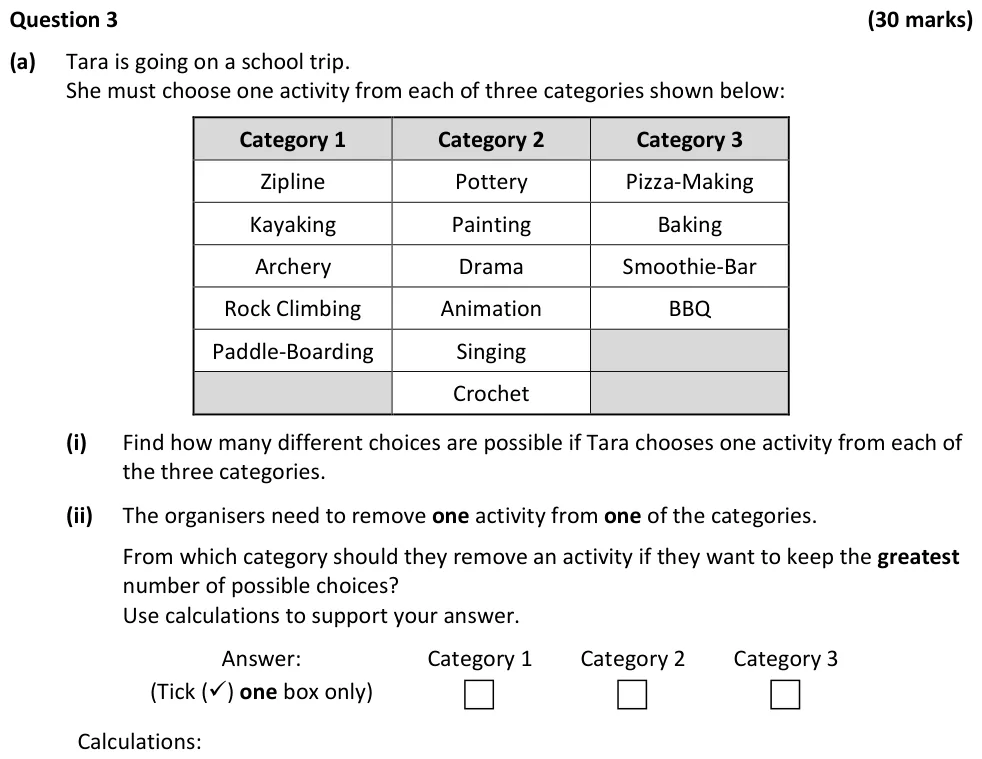 Question 3 (30 marks)
(a) Tara is going on a school trip.
She must choose one activity from each of three categories shown below:
Category 1 Category 2 Category 3
Zipline Pottery Pizza-Making
Kayaking Painting Baking
Archery Drama Smoothie-Bar
Rock Climbing Animation BBQ
Paddle-Boarding Singing
Crochet
(i) Find how many different choices are possible if Tara chooses one activity from each of
the three categories.
(ii) The organisers need to remove one activity from one of the categories.
From which category should they remove an activity if they want to keep the greatest
number of possible choices?
Use calculations to support your answer.
Answer: Category 1 Category 2 Category 3
(Tick (✓) one box only)
Calculations: